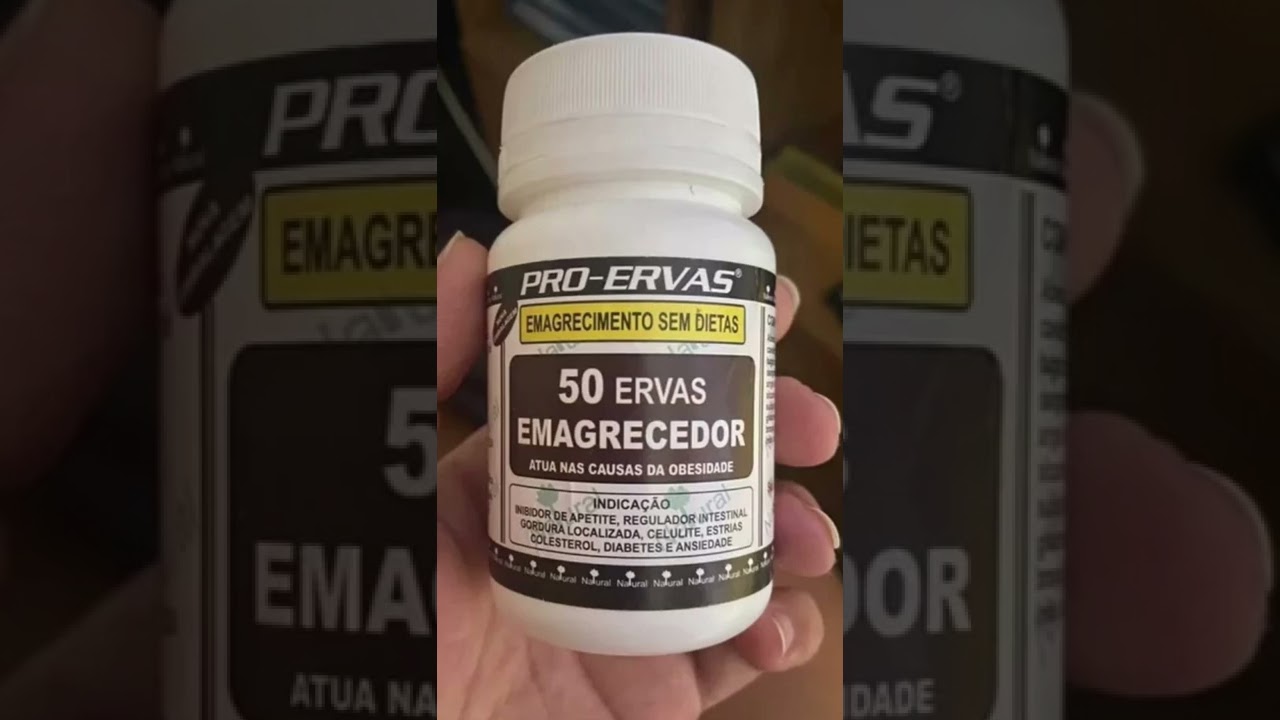 PRO-ERVAS®
EMAGRECIMENTO SEM DIETAS
50 ERVAS
EMAGRECEDOR
ATUA NAS CAUSAS DA OBESIDADE
INDICAÇÃO
INIBIDOR DE APETITE, REGULADOR INTESTINAL
GORDURA LOCALIZADA, CELULITE, ESTRIAS
COLESTEROL, DIABETES E ANSIEDADE
Natural Natural Natural Natural Natural Natural